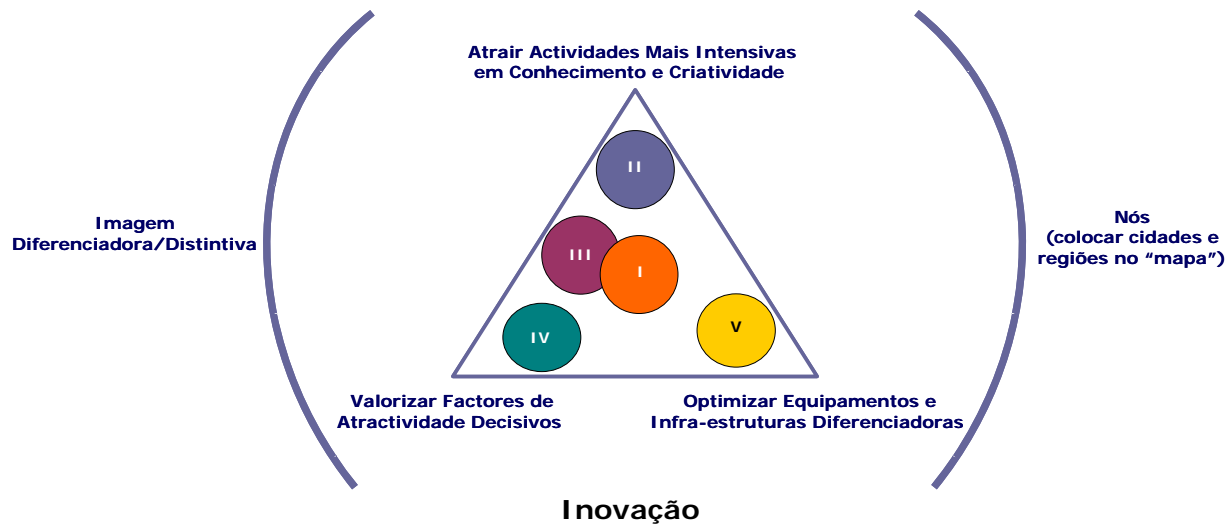 Atrair Actividades Mais Intensivas
em Conhecimento e Criatividade
II
Imagem
Diferenciadora/Distintiva
Nós
(colocar cidades e
regiões no “mapa”)
III
I
IV
V
Valorizar Factores de
Atractividade Decisivos
Optimizar Equipamentos e
Infra-estruturas Diferenciadoras
Inovação